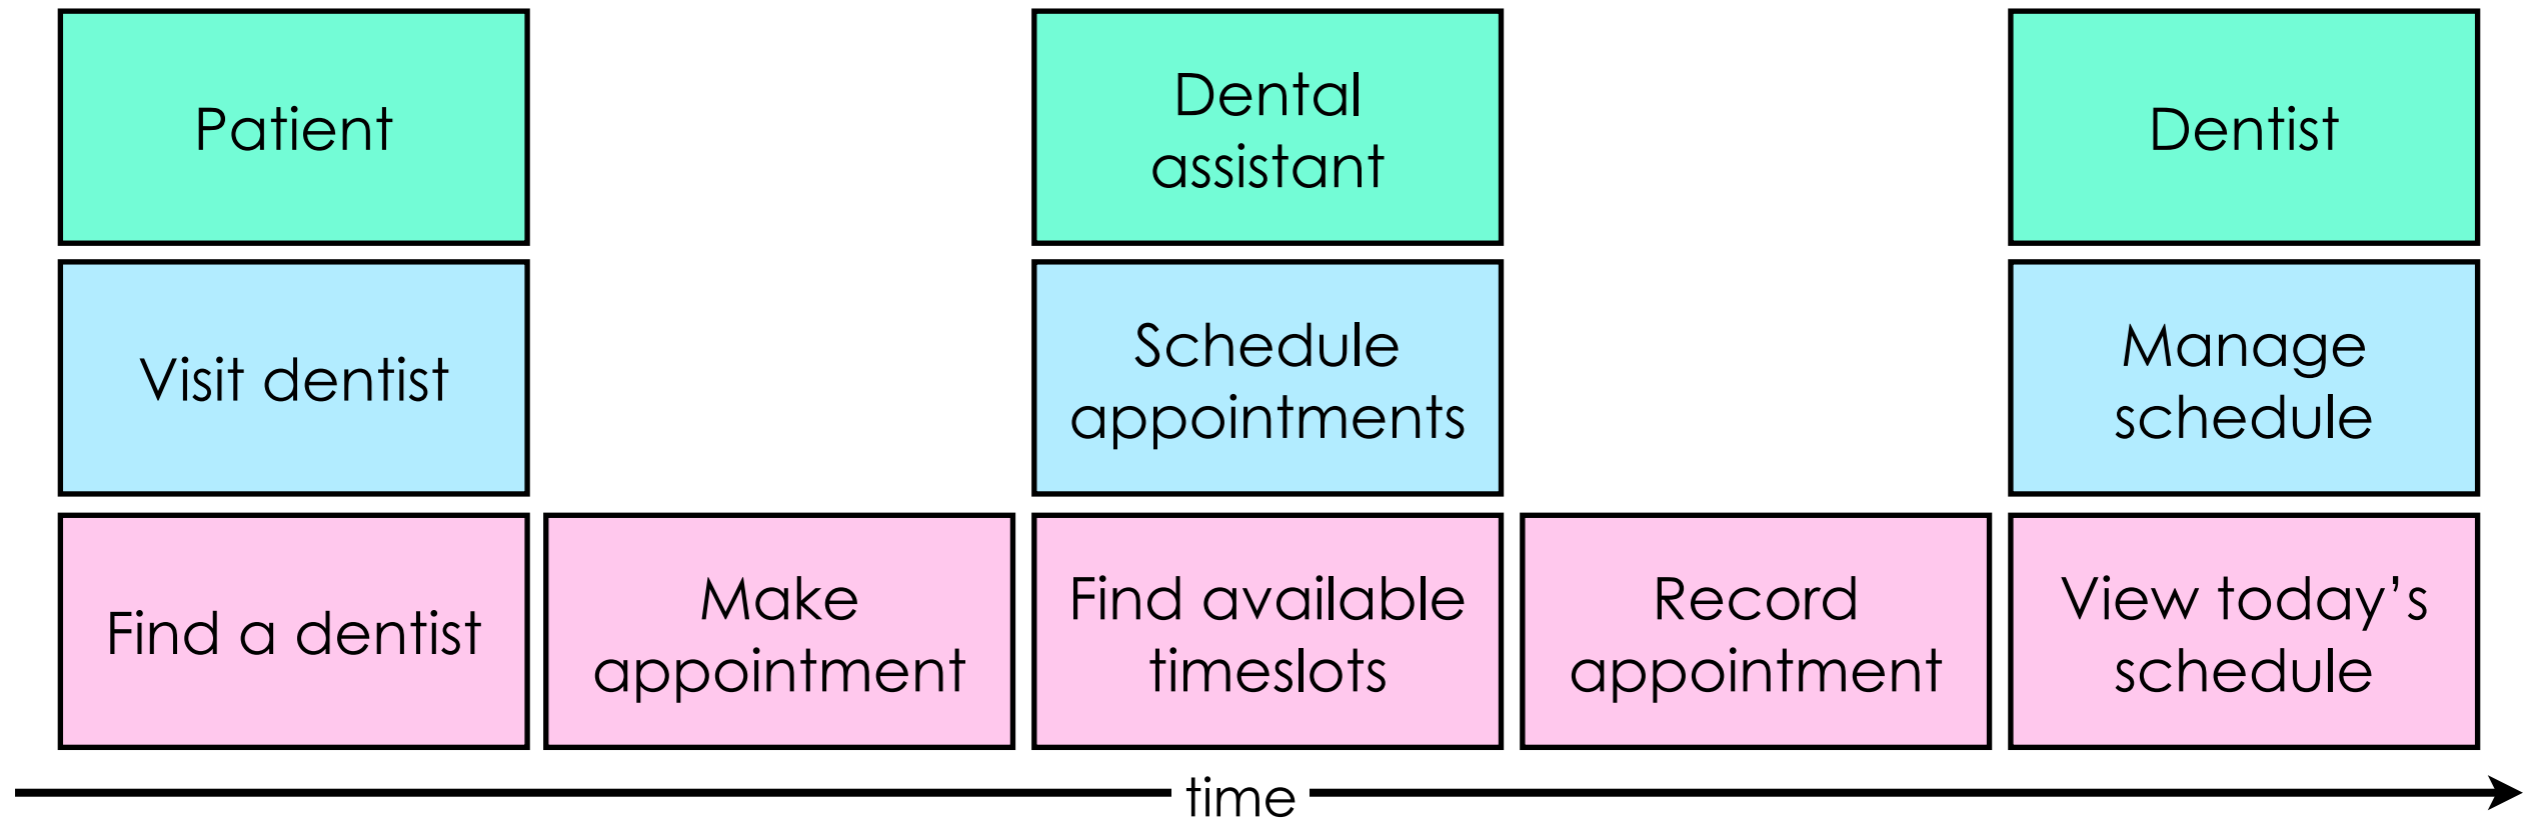 Patient
Dental
assistant
Dentist
Visit dentist
Schedule
appointments
Manage
schedule
Find a dentist
Make
appointment
Find available
timeslots
Record
appointment
View today’s
schedule
time